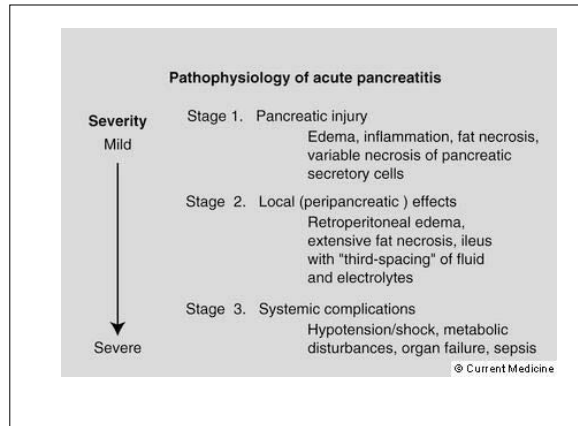 Pathophysiology of acute pancreatitis
Severity
Mild
Severe
Stage 1. Pancreatic injury
Edema, inflammation, fat necrosis,
variable necrosis of pancreatic
secretory cells
Stage 2. Local (peripancreatic ) effects
Retroperitoneal edema,
extensive fat necrosis, ileus
with "third-spacing" of fluid
and electrolytes
Stage 3. Systemic complications
Hypotension/shock, metabolic
disturbances, organ failure, sepsis
© Current Medicine